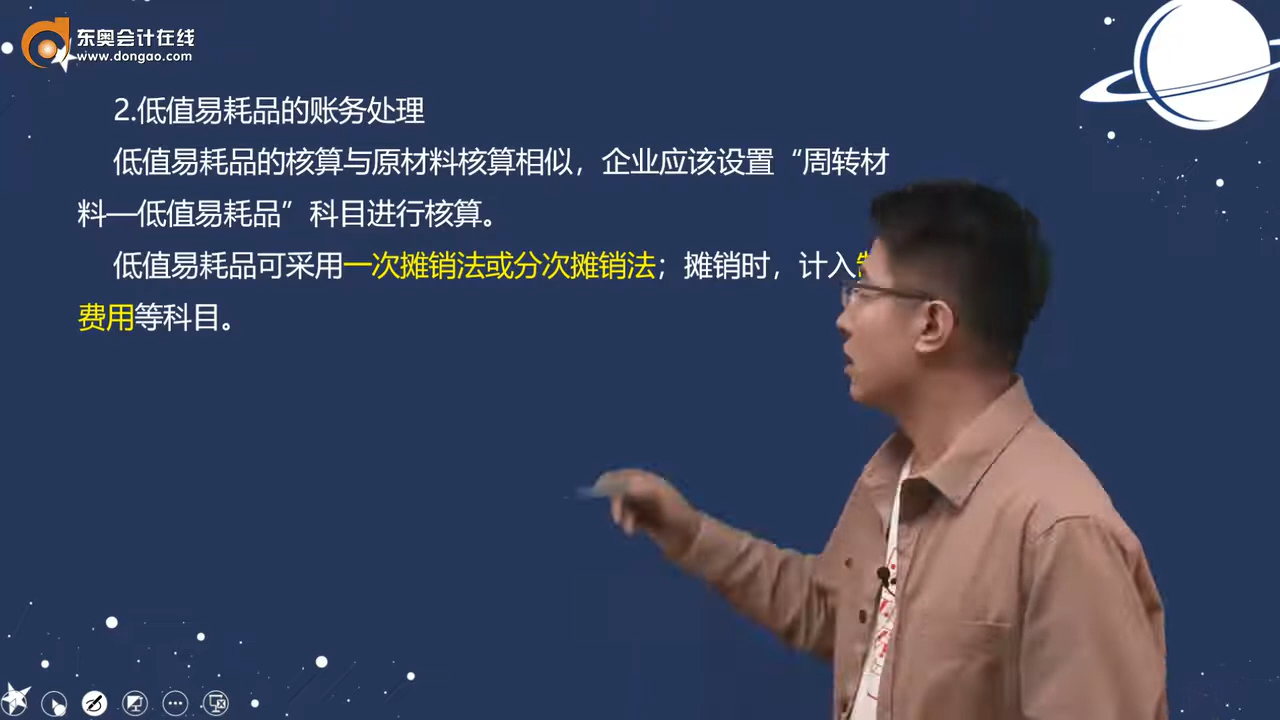 东奥会计在线
www.dongao.com
2.低值易耗品的账务处理
低值易耗品的核算与原材料核算相似，企业应该设置“周转材
料—低值易耗品”科目进行核算。
低值易耗品可采用一次摊销法或分次摊销法；摊销时，计入
费用等科目。